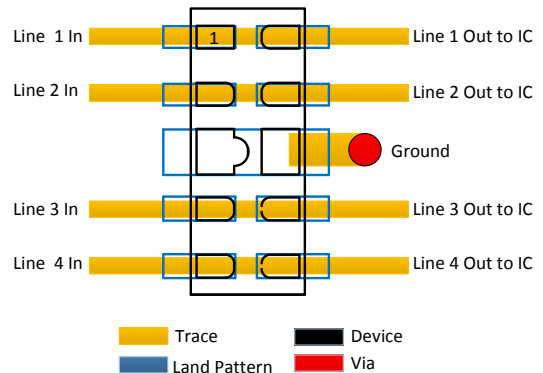 Line  1 In
1
Line 1 Out to IC
Line 2 In
Line 2 Out to IC
Ground
Line 3 In
Line 3 Out to IC
Line  4 In
Line 4 Out to IC
Trace
Device
Land Pattern
Via